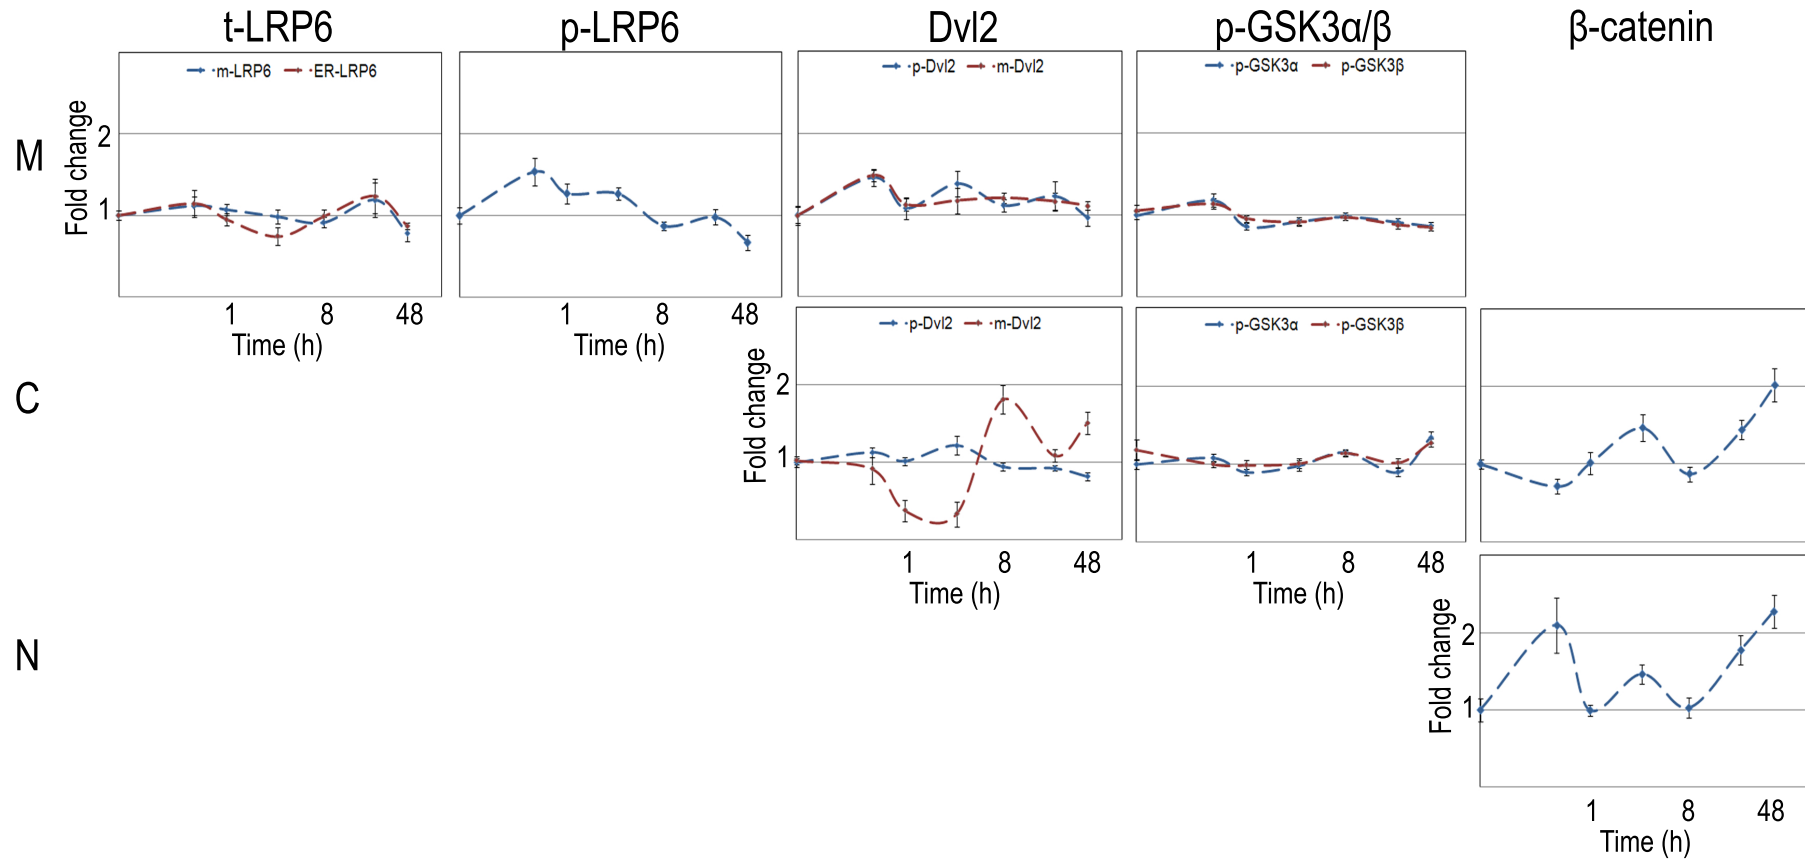 t-LRP6 p-LRP6 Dvl2 p-GSK3α/β β-catenin
m-LRP6 ER-LRP6
p-Dvl2 m-Dvl2
p-GSK3α p-GSK3β
M
Fold change
2
1
1 8 48
Time (h)
1 8 48
Time (h)
C
p-Dvl2 m-Dvl2
p-GSK3α p-GSK3β
Fold change
2
1
1 8 48
Time (h)
1 8 48
Time (h)
N
Fold change
2
1
1 8 48
Time (h)